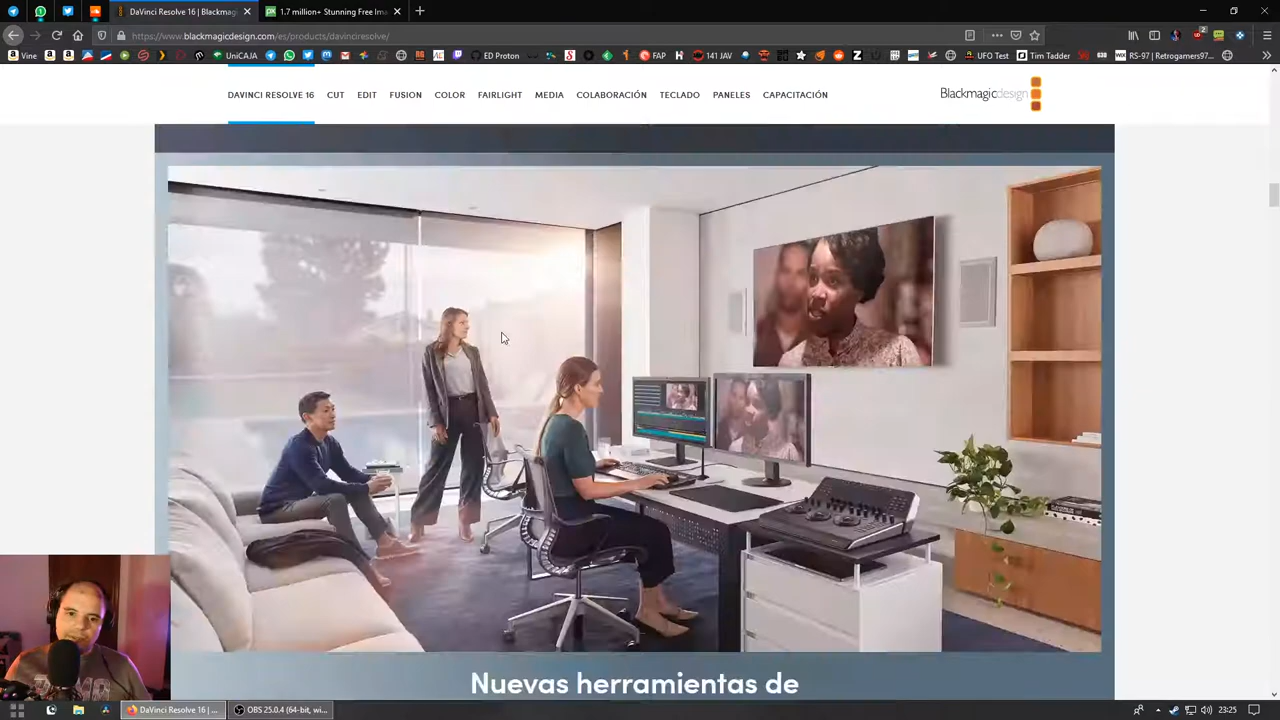 DaVinci Resolve 16 | Blackmag
1.7 million+ Stunning Free Ima
https://www.blackmagicdesign.com/es/products/davinciresolve/
Vine
UniCAJA
ED Proton
FAP
141 JAV
UFO Test
Tim Tadder
RS-97 | Retrogamers97...
DAVINCI RESOLVE 16 CUT EDIT FUSION COLOR FAIRLIGHT MEDIA COLABORACIÓN TECLADO PANELES CAPACITACIÓN
Blackmagicdesign
Nuevas herramientas de
DaVinci Resolve 16 | ...
OBS 25.0.4 (64-bit, wi...
23:25